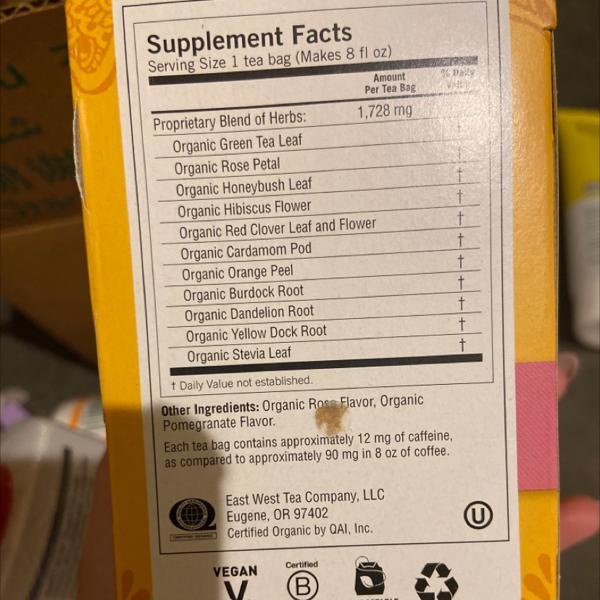 Supplement Facts
Serving Size 1 tea bag (Makes 8 fl oz)
Amount % Daily
Per Tea Bag Value
Proprietary Blend of Herbs: 1,728 mg
Organic Green Tea Leaf †
Organic Rose Petal †
Organic Honeybush Leaf †
Organic Hibiscus Flower †
Organic Red Clover Leaf and Flower †
Organic Cardamom Pod †
Organic Orange Peel †
Organic Burdock Root †
Organic Dandelion Root †
Organic Yellow Dock Root †
Organic Stevia Leaf †
† Daily Value not established.
Other Ingredients: Organic Rose Flavor, Organic
Pomegranate Flavor.
Each tea bag contains approximately 12 mg of caffeine,
as compared to approximately 90 mg in 8 oz of coffee.
East West Tea Company, LLC
Eugene, OR 97402
Certified Organic by QAI, Inc.
U
VEGAN
V
Certified
B